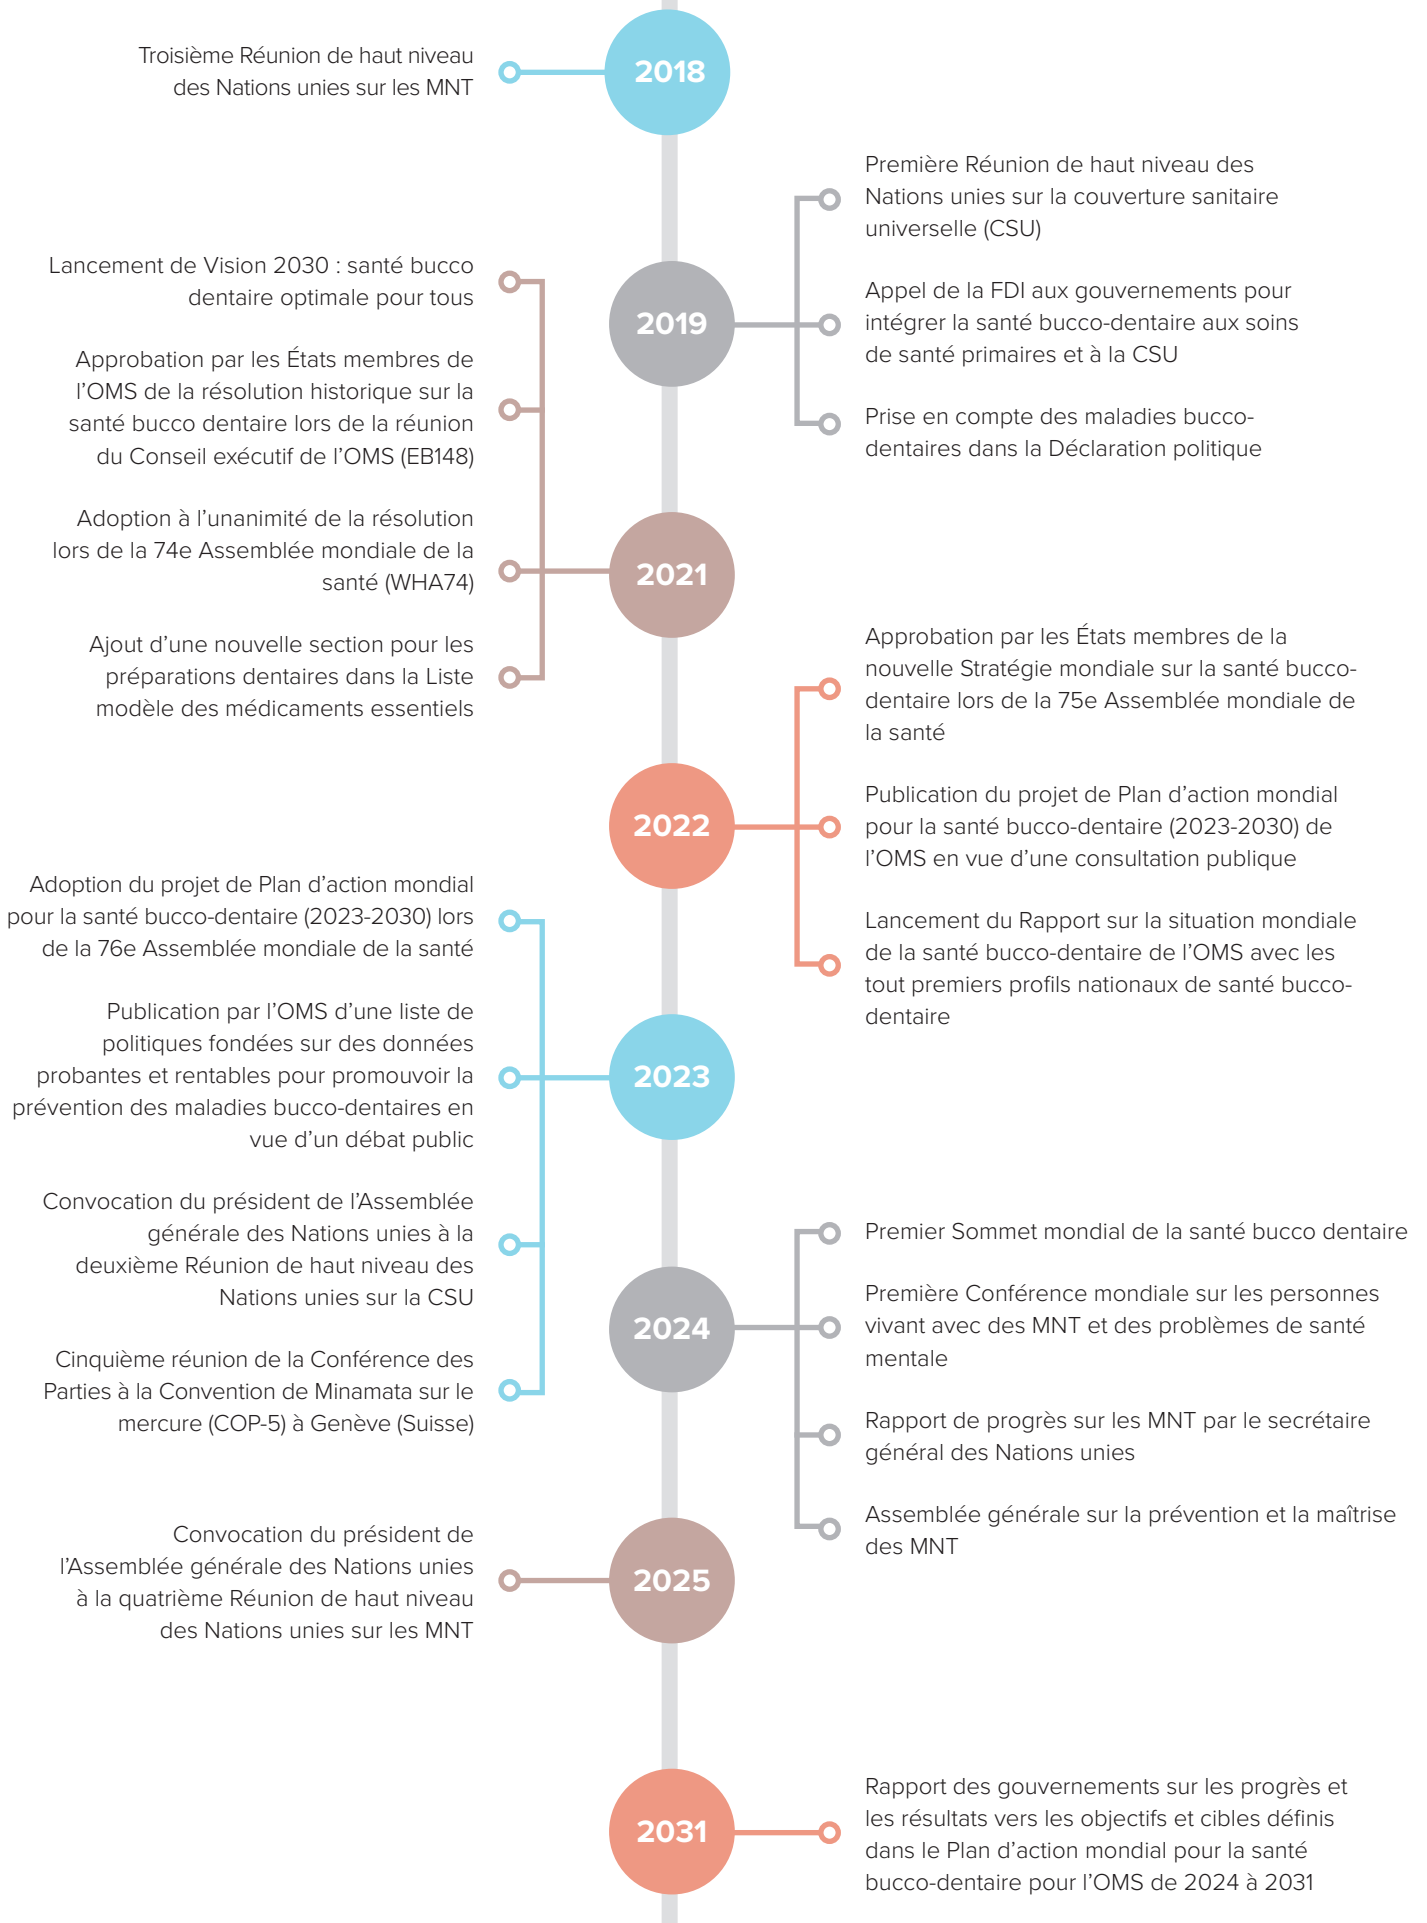 2018
Troisième Réunion de haut niveau
des Nations unies sur les MNT
2019
Première Réunion de haut niveau des
Nations unies sur la couverture sanitaire
universelle (CSU)
Appel de la FDI aux gouvernements pour
intégrer la santé bucco-dentaire aux soins
de santé primaires et à la CSU
Prise en compte des maladies bucco-
dentaires dans la Déclaration politique
2021
Lancement de Vision 2030 : santé bucco
dentaire optimale pour tous
Approbation par les États membres de
l’OMS de la résolution historique sur la
santé bucco dentaire lors de la réunion
du Conseil exécutif de l’OMS (EB148)
Adoption à l’unanimité de la résolution
lors de la 74e Assemblée mondiale de la
santé (WHA74)
Ajout d’une nouvelle section pour les
préparations dentaires dans la Liste
modèle des médicaments essentiels
2022
Approbation par les États membres de la
nouvelle Stratégie mondiale sur la santé bucco-
dentaire lors de la 75e Assemblée mondiale de
la santé
Publication du projet de Plan d’action mondial
pour la santé bucco-dentaire (2023-2030) de
l’OMS en vue d’une consultation publique
Lancement du Rapport sur la situation mondiale
de la santé bucco-dentaire de l’OMS avec les
tout premiers profils nationaux de santé bucco-
dentaire
2023
Adoption du projet de Plan d’action mondial
pour la santé bucco-dentaire (2023-2030) lors
de la 76e Assemblée mondiale de la santé
Publication par l’OMS d’une liste de
politiques fondées sur des données
probantes et rentables pour promouvoir la
prévention des maladies bucco-dentaires en
vue d’un débat public
Convocation du président de l’Assemblée
générale des Nations unies à la
deuxième Réunion de haut niveau des
Nations unies sur la CSU
Cinquième réunion de la Conférence des
Parties à la Convention de Minamata sur le
mercure (COP-5) à Genève (Suisse)
2024
Premier Sommet mondial de la santé bucco dentaire
Première Conférence mondiale sur les personnes
vivant avec des MNT et des problèmes de santé
mentale
Rapport de progrès sur les MNT par le secrétaire
général des Nations unies
Assemblée générale sur la prévention et la maîtrise
des MNT
2025
Convocation du président de
l’Assemblée générale des Nations unies
à la quatrième Réunion de haut niveau
des Nations unies sur les MNT
2031
Rapport des gouvernements sur les progrès et
les résultats vers les objectifs et cibles définis
dans le Plan d’action mondial pour la santé
bucco-dentaire pour l’OMS de 2024 à 2031